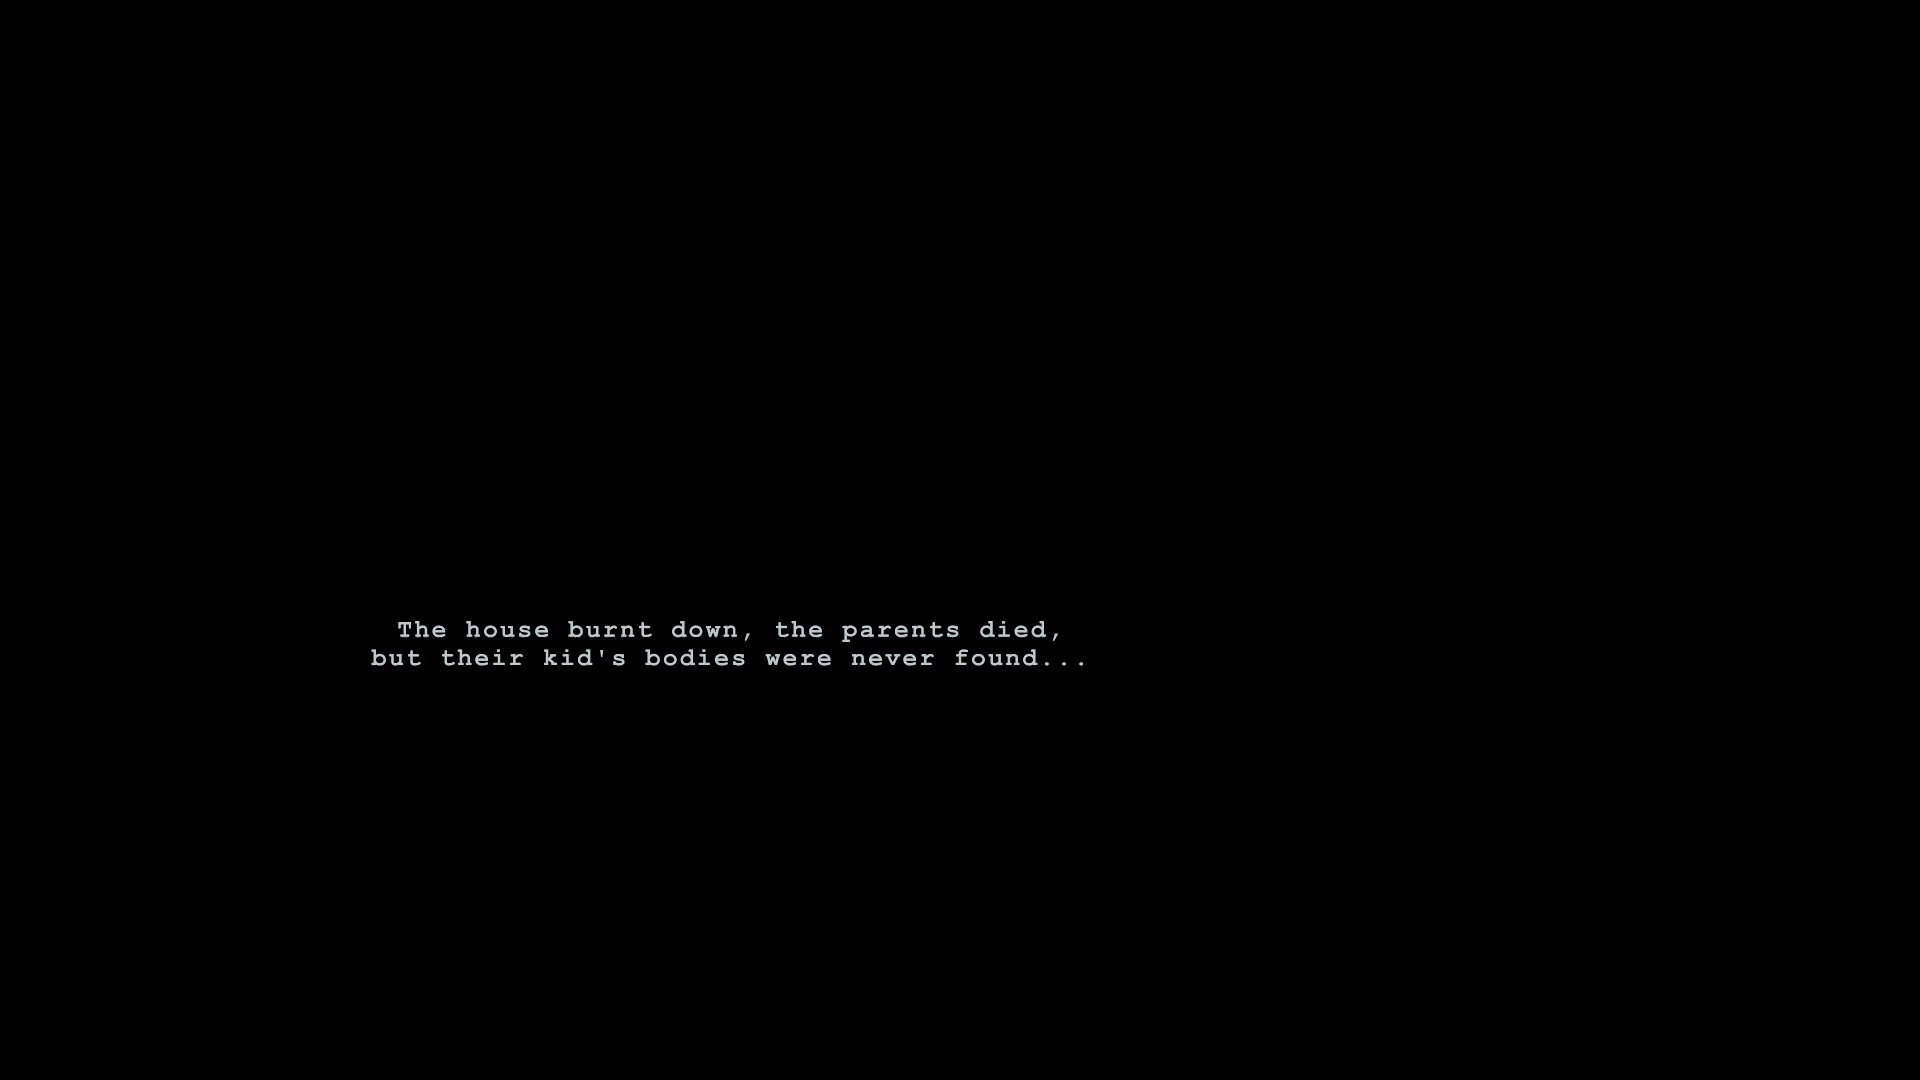 The house burnt down, the parents died,
but their kid's bodies were never found...